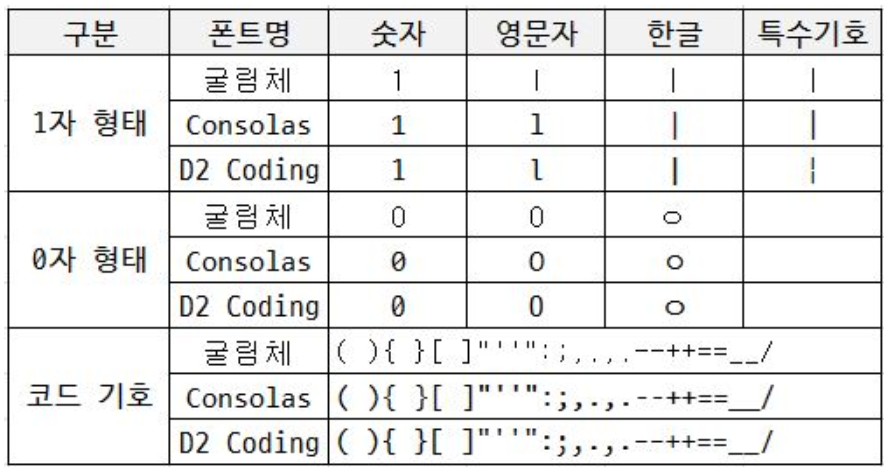 구분 폰트명 숫자 영문자 한글 특수기호
1자 형태
굴림체 1 l ㅣ |
Consolas 1 l ㅣ |
D2 Coding 1 l ㅣ ¦
0자 형태
굴림체 0 O ㅇ
Consolas 0 O ㅇ
D2 Coding 0 O ㅇ
코드 기호
굴림체 ( ){ }[ ]"''":;,.,.--++==__/
Consolas ( ){ }[ ]"''":;,.,.--++==__/
D2 Coding ( ){ }[ ]"''":;,.,.--++==__/